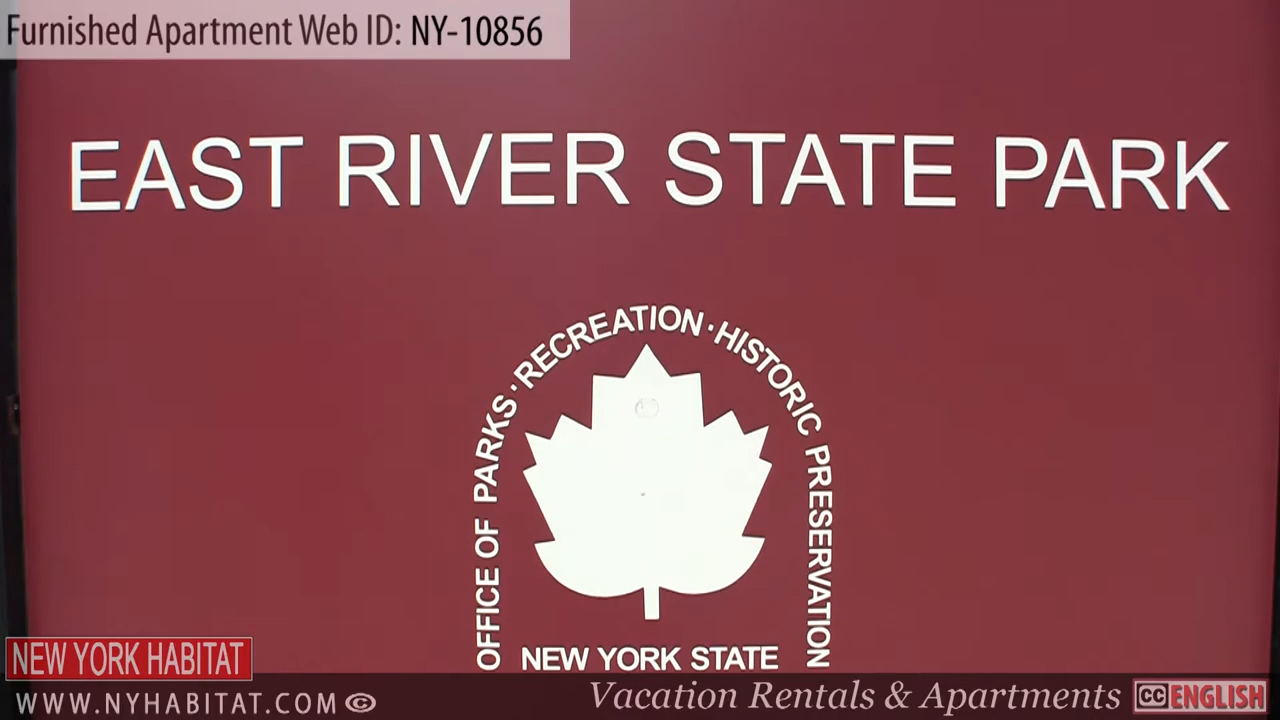 Furnished Apartment Web ID: NY-10856
EAST RIVER STATE PARK
OFFICE OF PARKS · RECREATION · HISTORIC PRESERVATION
NEW YORK STATE
NEW YORK HABITAT
WWW.NYHABITAT.COM ©
Vacation Rentals & Apartments
CC ENGLISH